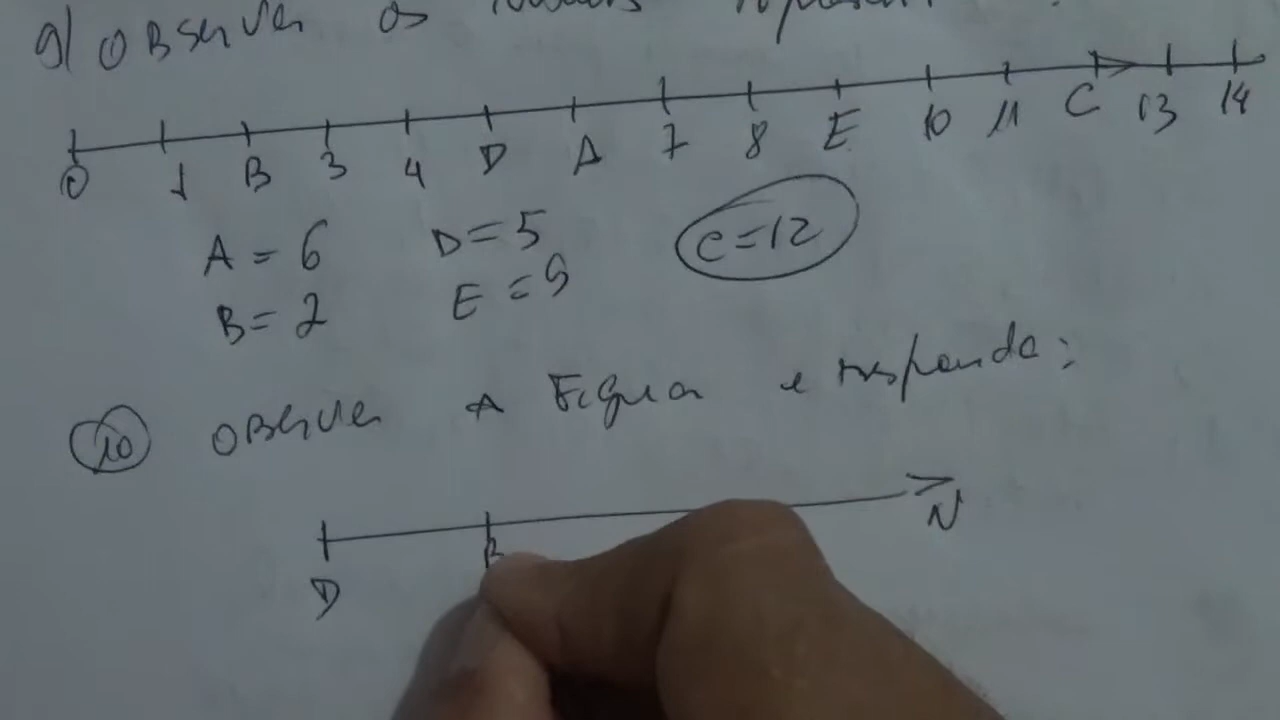 9) Observe os
0 1 B 3 4 D A 7 8 E 10 11 C 13 14
A = 6 D = 5 C = 12
B = 2 E = 9
10 Observe A Figura e responda:
N
D